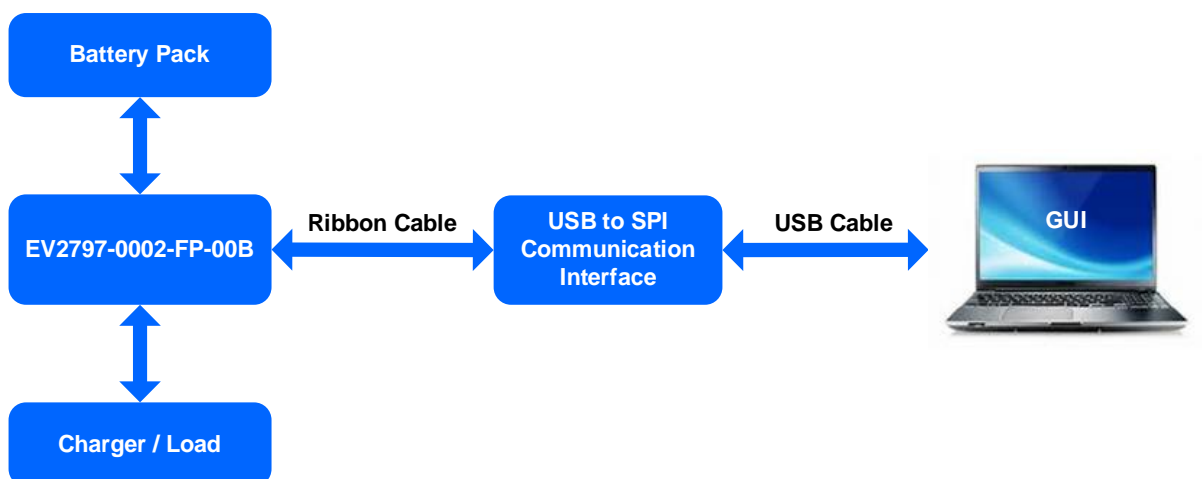 Battery Pack
EV2797-0002-FP-00B
Ribbon Cable
USB to SPI
Communication
Interface
USB Cable
GUI
Charger / Load